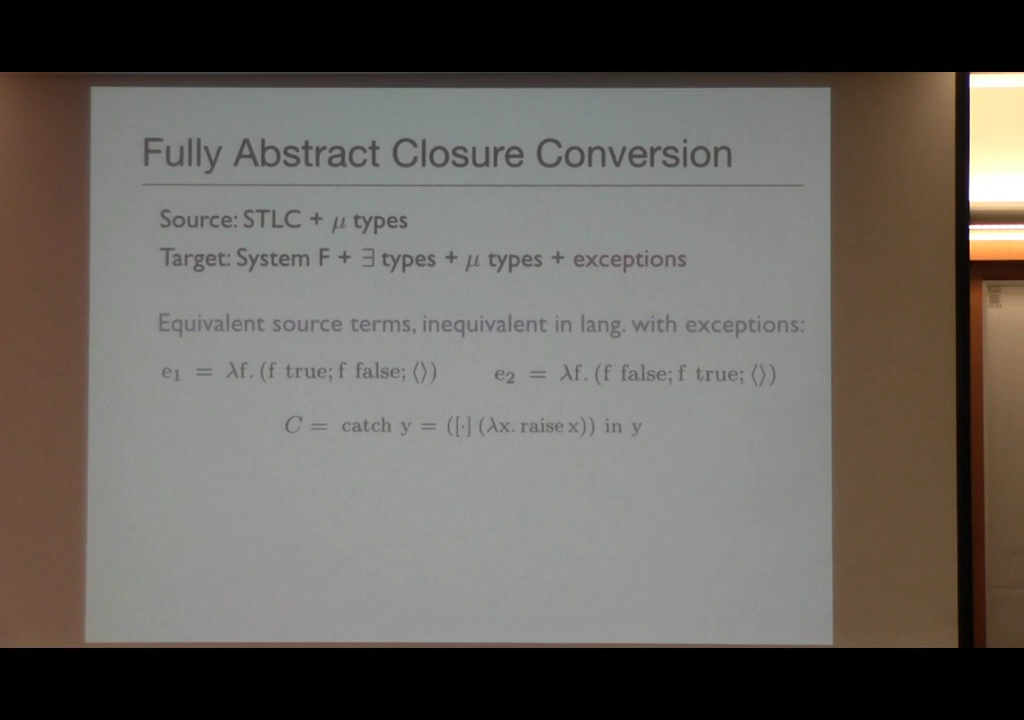 Fully Abstract Closure Conversion
Source: STLC + μ types
Target: System F + ∃ types + μ types + exceptions
Equivalent source terms, inequivalent in lang. with exceptions:
e₁ = λf. (f true; f false; ⟨⟩) e₂ = λf. (f false; f true; ⟨⟩)
C = catch y = ([·] (λx. raise x)) in y